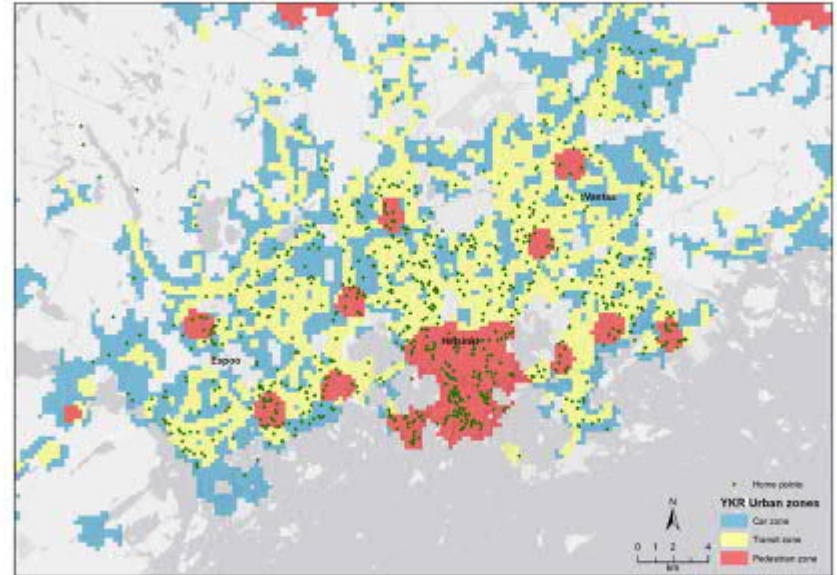 Vantaa
Helsinki
Espoo
Home points
N
YKR Urban zones
Car zone
Transit zone
0 1 2 4
km
Pedestrian zone